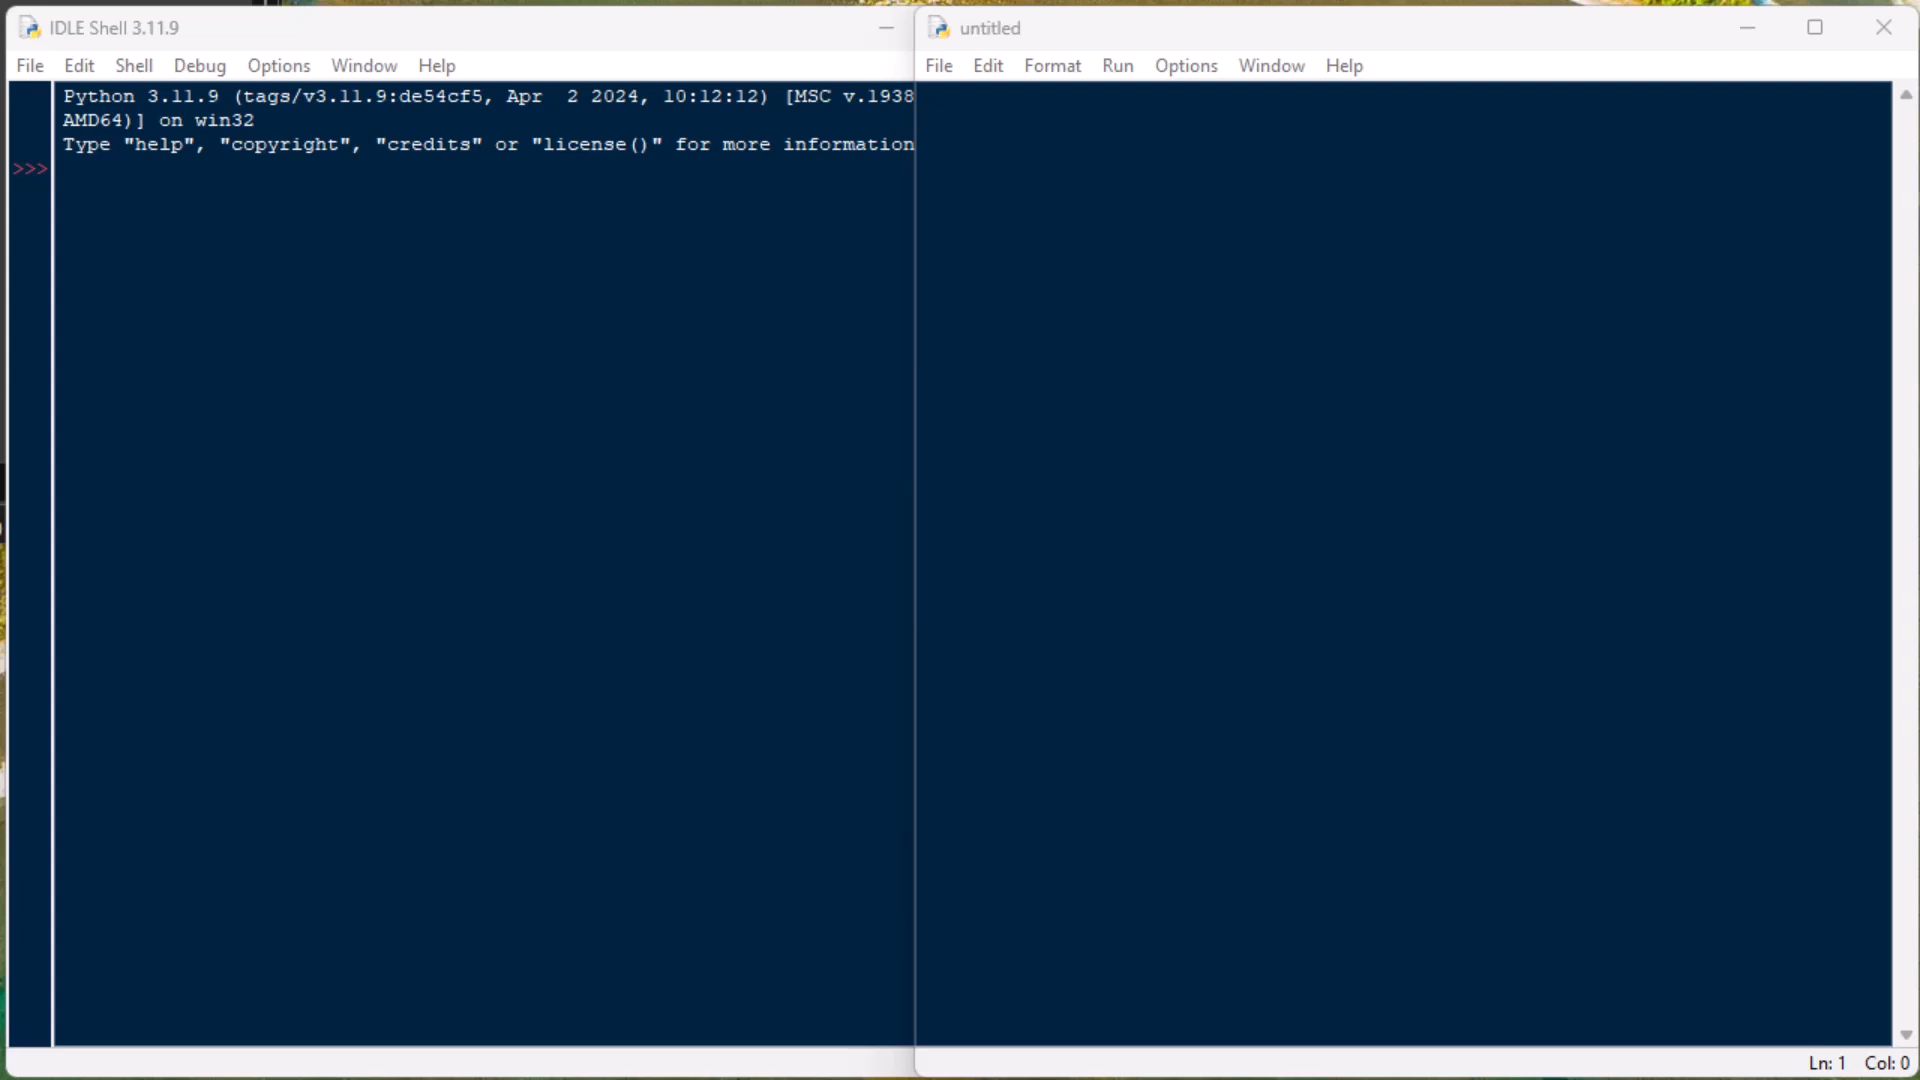 IDLE Shell 3.11.9
File Edit Shell Debug Options Window Help
Python 3.11.9 (tags/v3.11.9:de54cf5, Apr  2 2024, 10:12:12) [MSC v.1938
AMD64)] on win32
Type "help", "copyright", "credits" or "license()" for more information
>>>
untitled
File Edit Format Run Options Window Help
Ln: 1 Col: 0